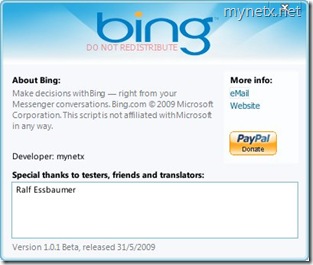 mynetx.net
bing™
DO NOT REDISTRIBUTE
About Bing:
Make decisions withBing — right from your
Messenger conversations. Bing.com © 2009 Microsoft
Corporation. This script is not affiliated withMicrosoft
in any way.
Developer: mynetx
More info:
eMail
Website
PayPal
Donate
Special thanks to testers, friends and translators:
Ralf Essbaumer
Version 1.0.1 Beta, released 31/5/2009